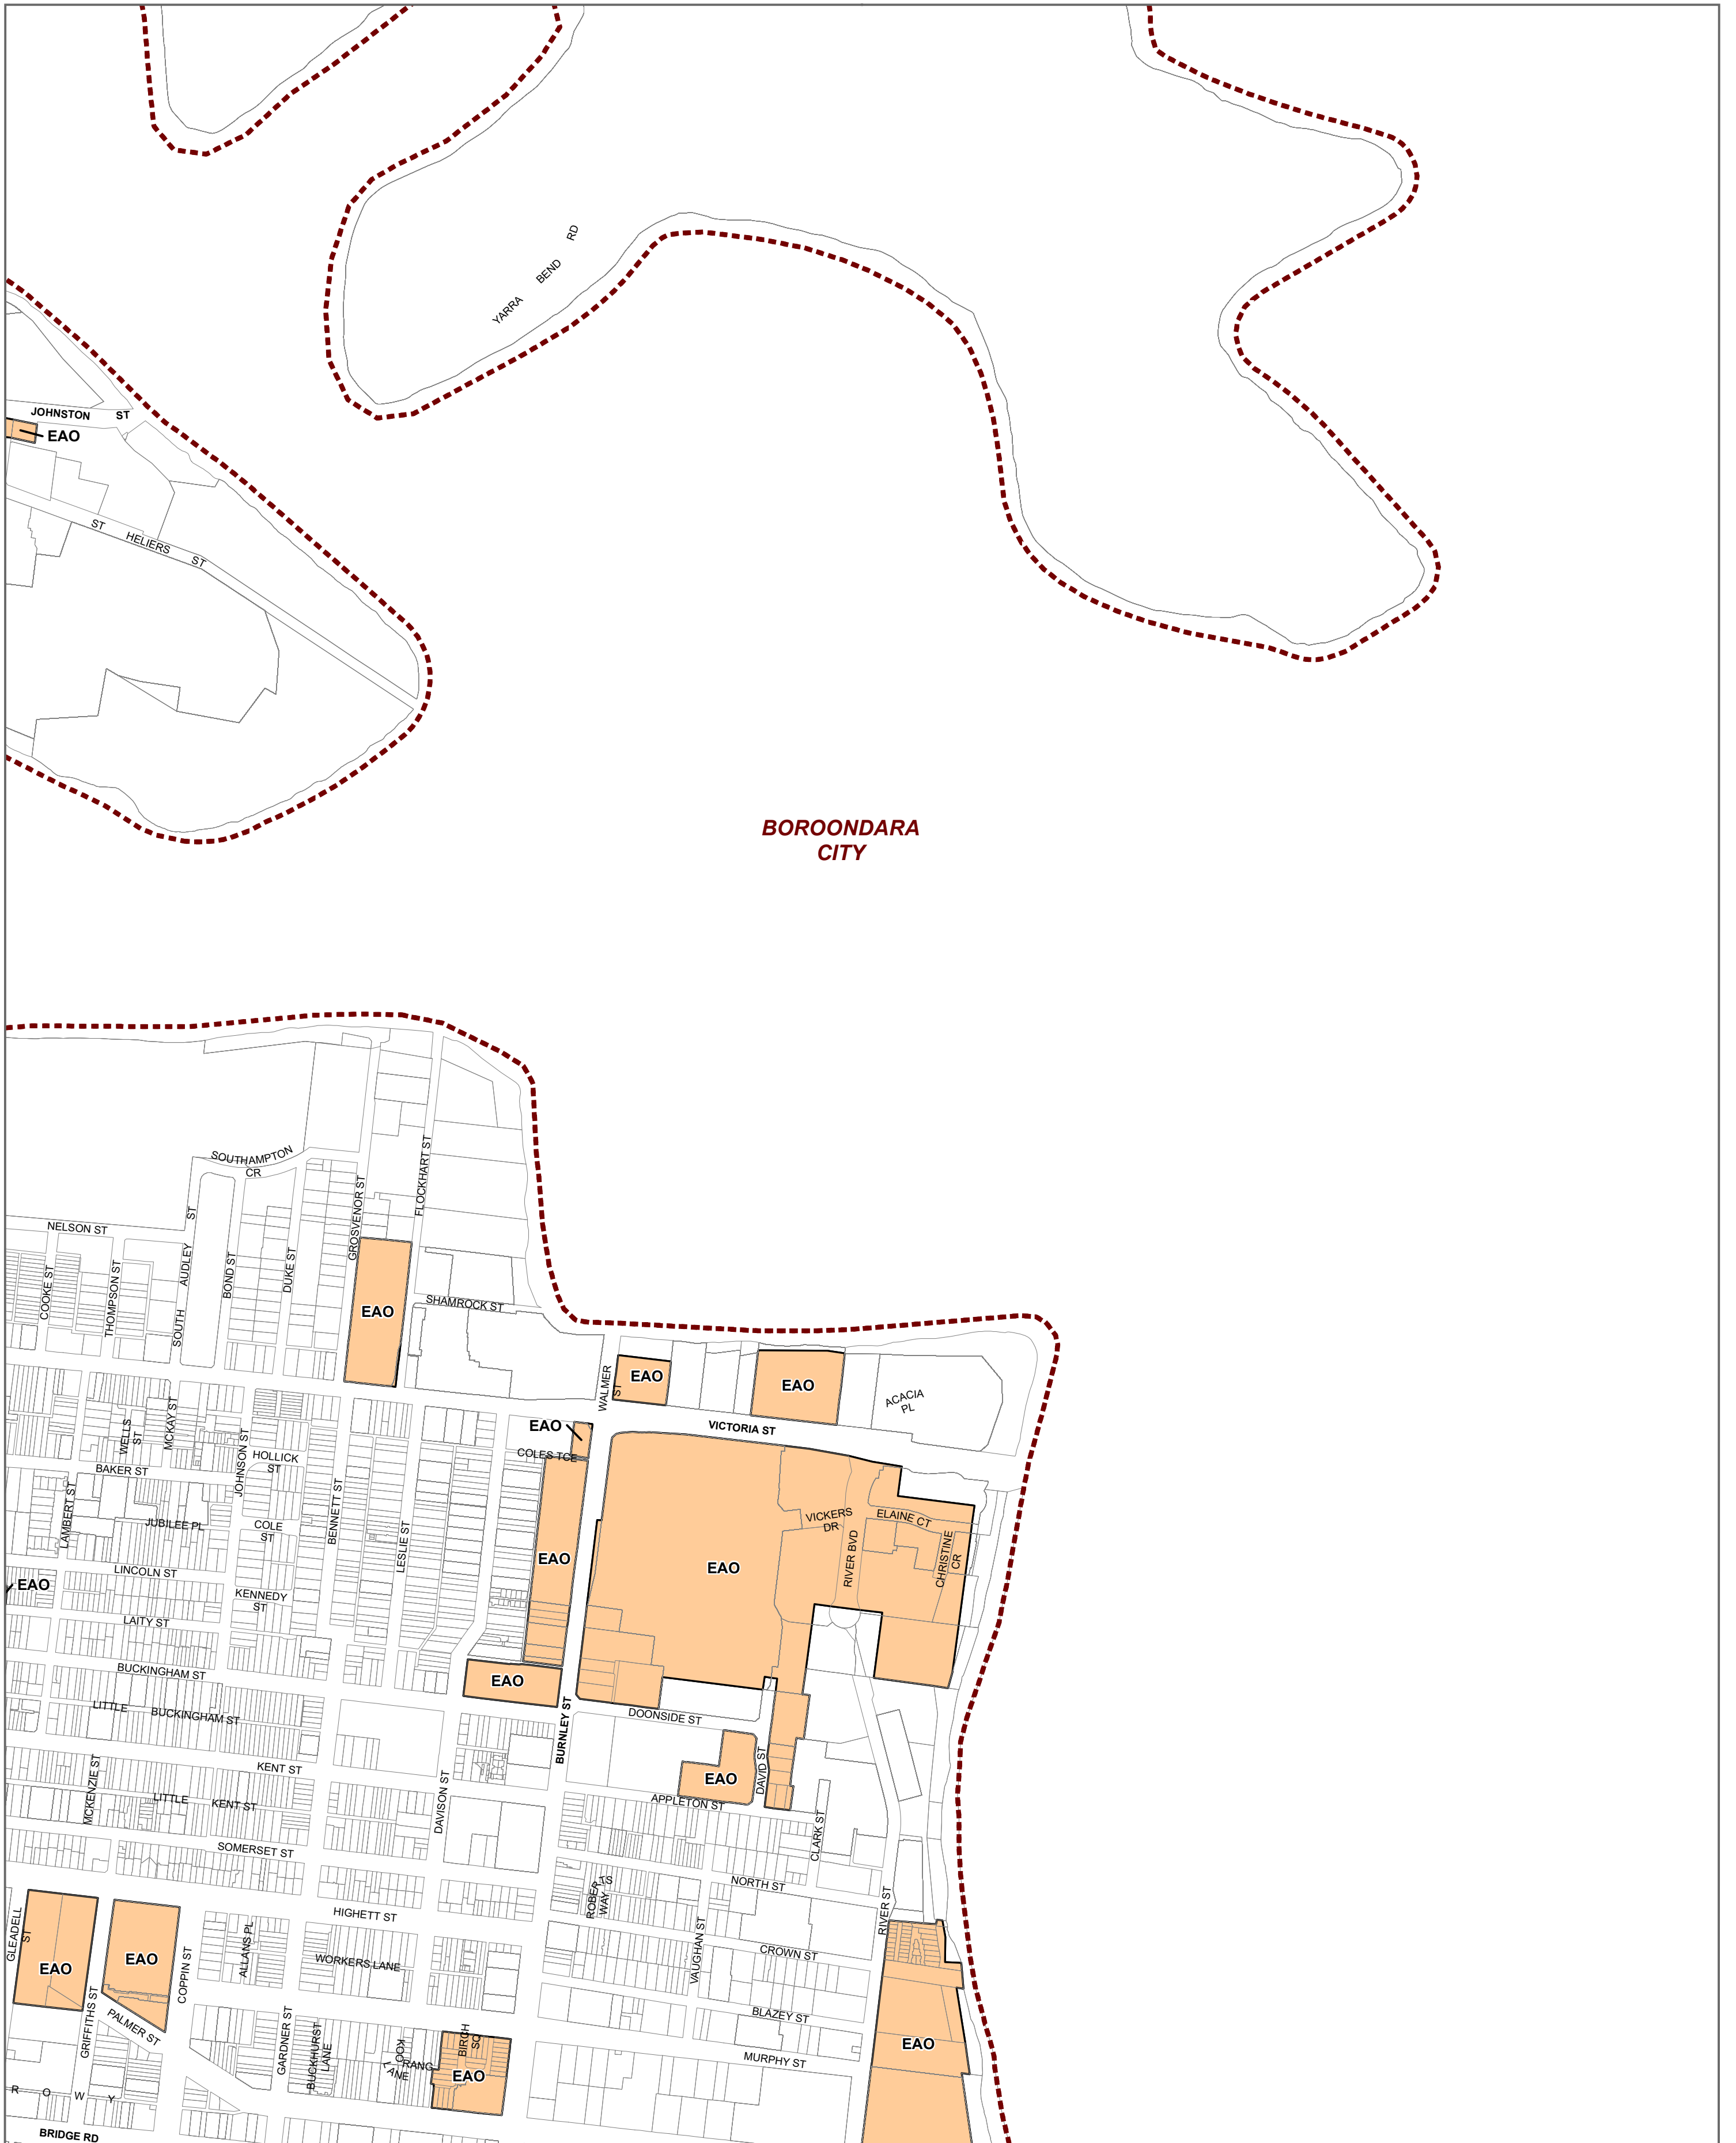 YARRA BEND RD
JOHNSTON ST
EAO
ST HELIERS ST
BOROONDARA
CITY
SOUTHAMPTON
CR
FLOCKHART ST
GROSVENOR ST
NELSON ST
SOUTH AUDLEY ST
BOND ST
DUKE ST
COOKE ST
THOMPSON ST
EAO
SHAMROCK ST
WALMER
ST
EAO
EAO
ACACIA
PL
VICTORIA ST
EAO
COLES TCE
WELLS
ST
MCKAY ST
JOHNSON ST
HOLLICK
ST
BAKER ST
LAMBERT ST
JUBILEE PL
COLE
ST
BENNETT ST
LESLIE ST
EAO
EAO
VICKERS
DR
ELAINE CT
RIVER BVD
CHRISTINE
CR
LINCOLN ST
EAO
KENNEDY
ST
LAITY ST
BUCKINGHAM ST
EAO
LITTLE BUCKINGHAM ST
BURNLEY ST
DOONSIDE ST
KENT ST
MCKENZIE ST
LITTLE KENT ST
DAVISON ST
EAO
DAVID ST
APPLETON ST
CLARK ST
SOMERSET ST
NORTH ST
ROBERTS
WAY
HIGHETT ST
RIVER ST
GLEADELL
ST
EAO
EAO
COPPIN ST
ALLANS PL
WORKERS LANE
VAUGHAN ST
CROWN ST
PALMER ST
GRIFFITHS ST
BLAZEY ST
GARDNER ST
BUCKHURST
LANE
KOO
RANG
LANE
BIRCH
SQ
EAO
MURPHY ST
EAO
R O W Y
BRIDGE RD